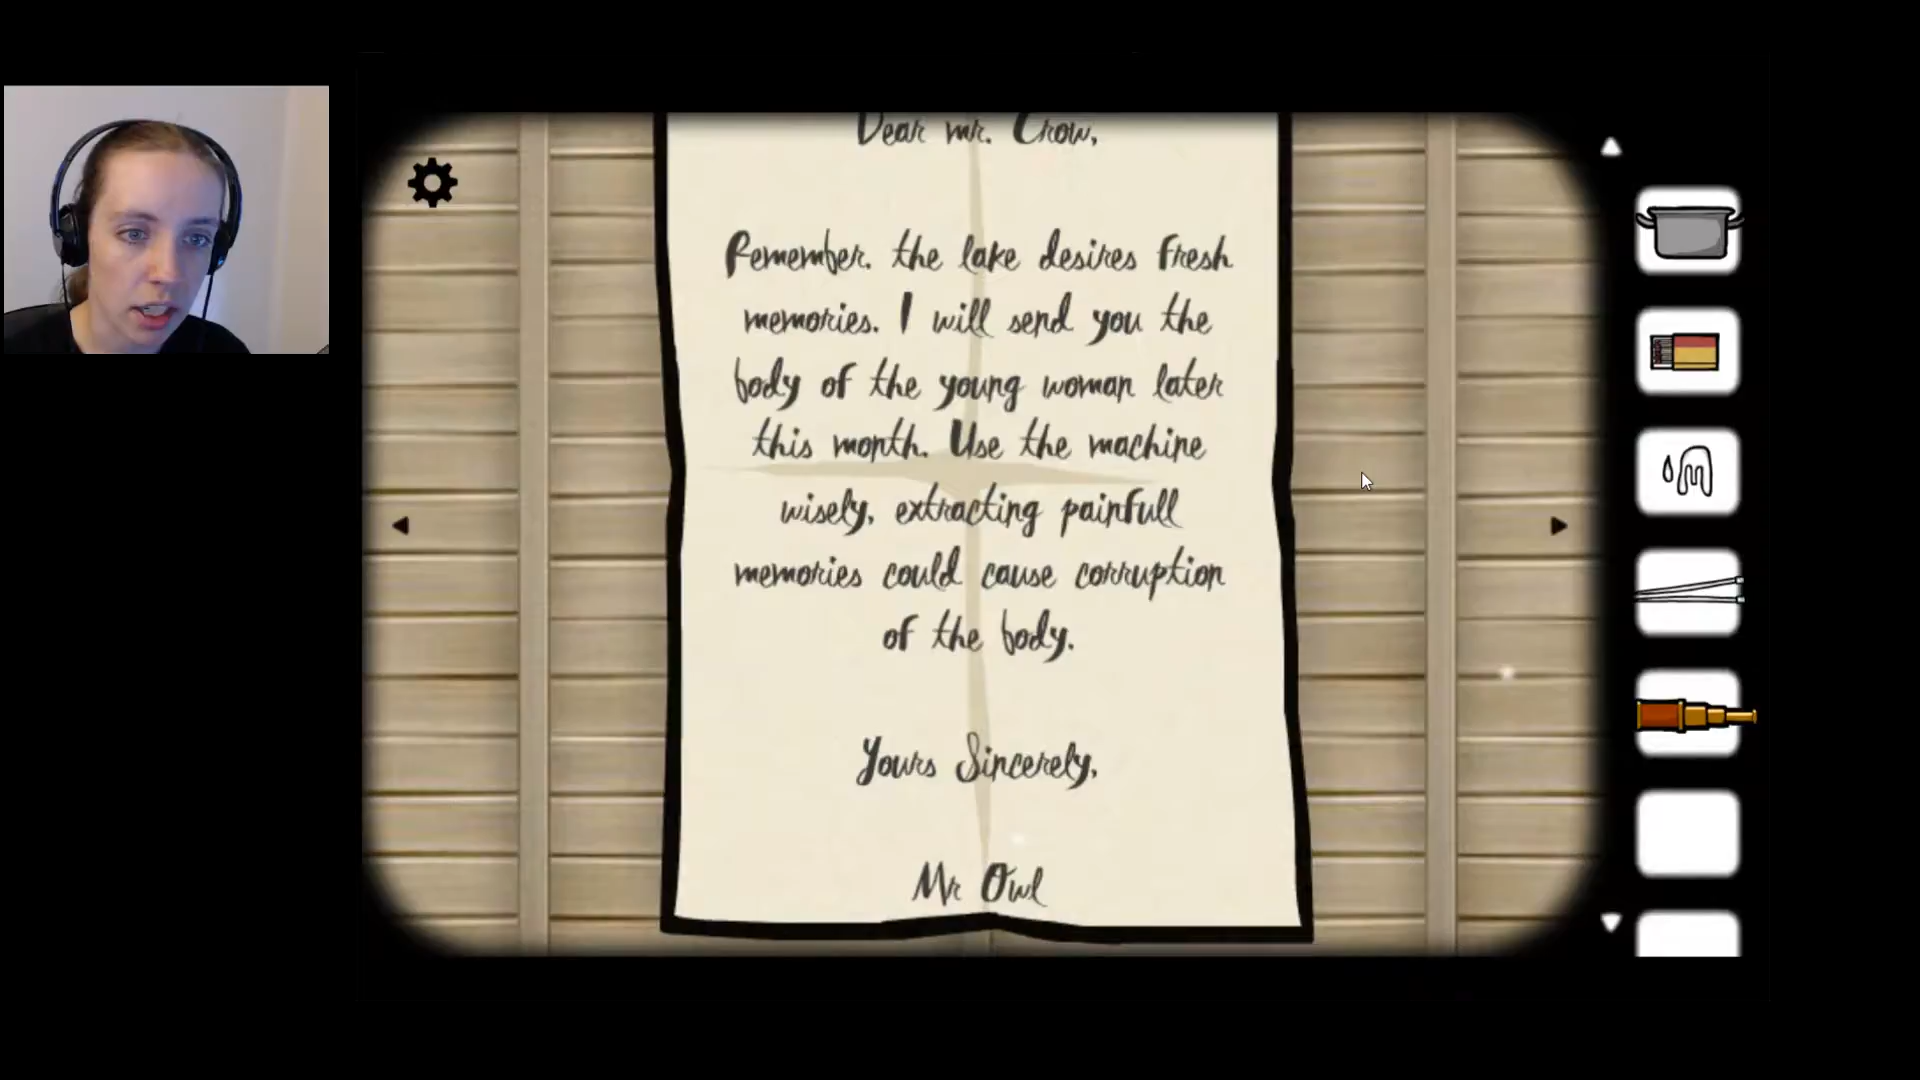 Dear mr. Crow,
Remember. the lake desires fresh
memories. I will send you the
body of the young woman later
this month. Use the machine
wisely, extracting painfull
memories could cause corruption
of the body.
Yours Sincerely,
Mr Owl